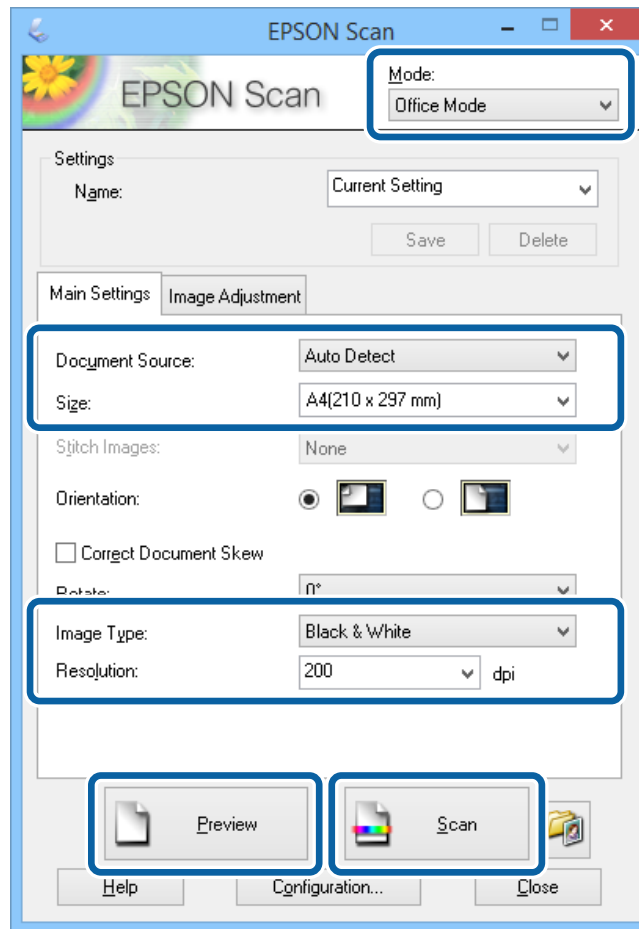 EPSON Scan
EPSON Scan
Mode:
Office Mode
Settings
Name:
Current Setting
Save
Delete
Main Settings
Image Adjustment
Document Source:
Auto Detect
Size:
A4(210 x 297 mm)
Stitch Images:
None
Orientation:
Correct Document Skew
Rotate:
0°
Image Type:
Black & White
Resolution:
200
dpi
Preview
Scan
Help
Configuration...
Close